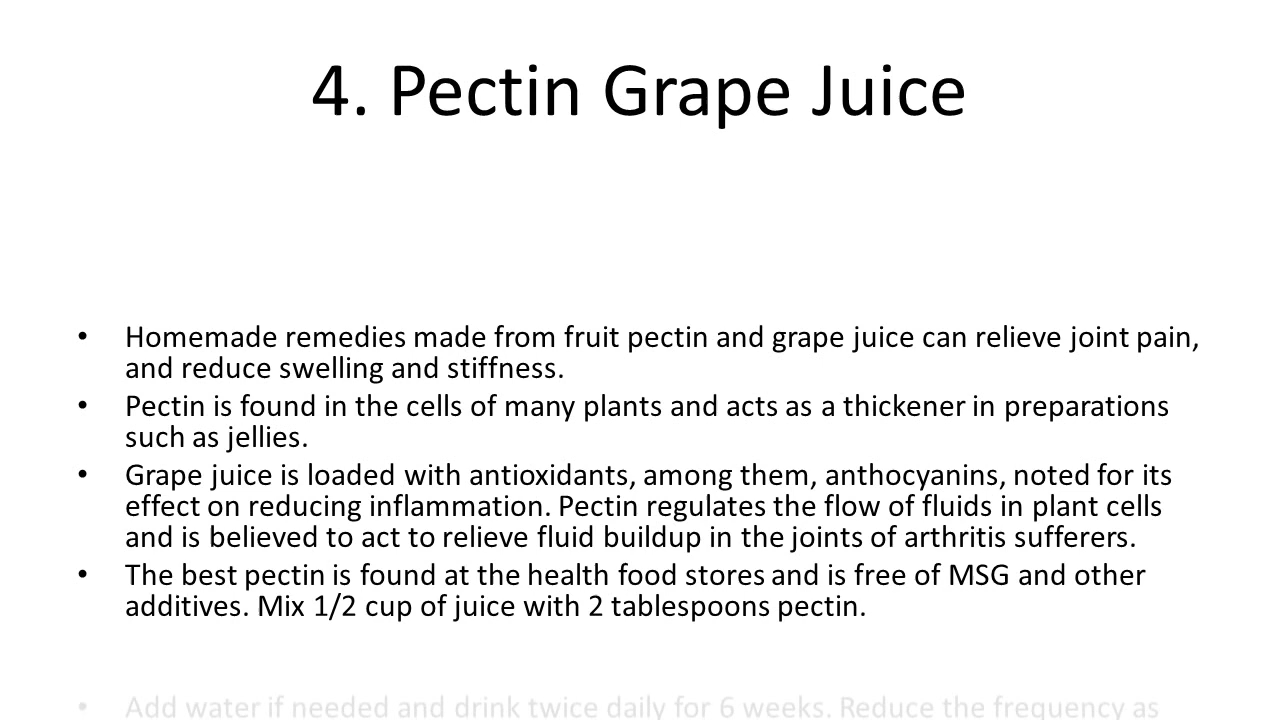 4. Pectin Grape Juice
• Homemade remedies made from fruit pectin and grape juice can relieve joint pain,
and reduce swelling and stiffness.
• Pectin is found in the cells of many plants and acts as a thickener in preparations
such as jellies.
• Grape juice is loaded with antioxidants, among them, anthocyanins, noted for its
effect on reducing inflammation. Pectin regulates the flow of fluids in plant cells
and is believed to act to relieve fluid buildup in the joints of arthritis sufferers.
• The best pectin is found at the health food stores and is free of MSG and other
additives. Mix 1/2 cup of juice with 2 tablespoons pectin.
• Add water if needed and drink twice daily for 6 weeks. Reduce the frequency as